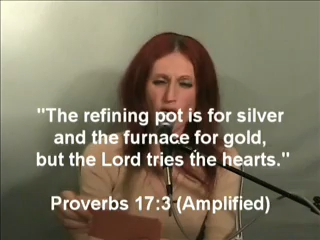 "The refining pot is for silver
and the furnace for gold,
but the Lord tries the hearts."
Proverbs 17:3 (Amplified)